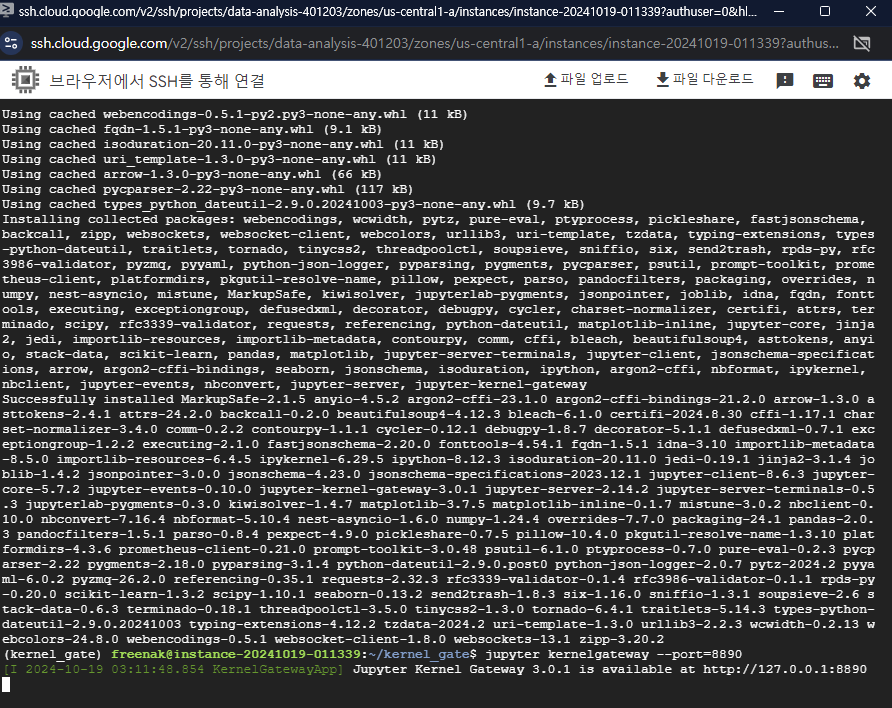 ssh.cloud.google.com/v2/ssh/projects/data-analysis-401203/zones/us-central1-a/instances/instance-20241019-011339?authuser=0&hl...
ssh.cloud.google.com/v2/ssh/projects/data-analysis-401203/zones/us-central1-a/instances/instance-20241019-011339?authus...
브라우저에서 SSH를 통해 연결
파일 업로드
파일 다운로드
Using cached webencodings-0.5.1-py2.py3-none-any.whl (11 kB)
Using cached fqdn-1.5.1-py3-none-any.whl (9.1 kB)
Using cached isoduration-20.11.0-py3-none-any.whl (11 kB)
Using cached uri_template-1.3.0-py3-none-any.whl (11 kB)
Using cached arrow-1.3.0-py3-none-any.whl (66 kB)
Using cached pycparser-2.22-py3-none-any.whl (117 kB)
Using cached types_python_dateutil-2.9.0.20241003-py3-none-any.whl (9.7 kB)
Installing collected packages: webencodings, wcwidth, pytz, pure-eval, ptyprocess, pickleshare, fastjsonschema,
backcall, zipp, websockets, websocket-client, webcolors, urllib3, uri-template, tzdata, typing-extensions, types
-python-dateutil, traitlets, tornado, tinycss2, threadpoolctl, soupsieve, sniffio, six, send2trash, rpds-py, rfc
3986-validator, pyzmq, pyyaml, python-json-logger, pyparsing, pygments, pycparser, psutil, prompt-toolkit, prome
theus-client, platformdirs, pkgutil-resolve-name, pillow, pexpect, parso, pandocfilters, packaging, overrides, n
umpy, nest-asyncio, mistune, MarkupSafe, kiwisolver, jupyterlab-pygments, jsonpointer, joblib, idna, fqdn, fontt
ools, executing, exceptiongroup, defusedxml, decorator, debugpy, cycler, charset-normalizer, certifi, attrs, ter
minado, scipy, rfc3339-validator, requests, referencing, python-dateutil, matplotlib-inline, jupyter-core, jinja
2, jedi, importlib-resources, importlib-metadata, contourpy, comm, cffi, bleach, beautifulsoup4, asttokens, anyi
o, stack-data, scikit-learn, pandas, matplotlib, jupyter-server-terminals, jupyter-client, jsonschema-specificat
ions, arrow, argon2-cffi-bindings, seaborn, jsonschema, isoduration, ipython, argon2-cffi, nbformat, ipykernel,
nbclient, jupyter-events, nbconvert, jupyter-server, jupyter-kernel-gateway
Successfully installed MarkupSafe-2.1.5 anyio-4.5.2 argon2-cffi-23.1.0 argon2-cffi-bindings-21.2.0 arrow-1.3.0 a
sttokens-2.4.1 attrs-24.2.0 backcall-0.2.0 beautifulsoup4-4.12.3 bleach-6.1.0 certifi-2024.8.30 cffi-1.17.1 char
set-normalizer-3.4.0 comm-0.2.2 contourpy-1.1.1 cycler-0.12.1 debugpy-1.8.7 decorator-5.1.1 defusedxml-0.7.1 exc
eptiongroup-1.2.2 executing-2.1.0 fastjsonschema-2.20.0 fonttools-4.54.1 fqdn-1.5.1 idna-3.10 importlib-metadata
-8.5.0 importlib-resources-6.4.5 ipykernel-6.29.5 ipython-8.12.3 isoduration-20.11.0 jedi-0.19.1 jinja2-3.1.4 jo
blib-1.4.2 jsonpointer-3.0.0 jsonschema-4.23.0 jsonschema-specifications-2023.12.1 jupyter-client-8.6.3 jupyter-
core-5.7.2 jupyter-events-0.10.0 jupyter-kernel-gateway-3.0.1 jupyter-server-2.14.2 jupyter-server-terminals-0.5
.3 jupyterlab-pygments-0.3.0 kiwisolver-1.4.7 matplotlib-3.7.5 matplotlib-inline-0.1.7 mistune-3.0.2 nbclient-0.
10.0 nbconvert-7.16.4 nbformat-5.10.4 nest-asyncio-1.6.0 numpy-1.24.4 overrides-7.7.0 packaging-24.1 pandas-2.0.
3 pandocfilters-1.5.1 parso-0.8.4 pexpect-4.9.0 pickleshare-0.7.5 pillow-10.4.0 pkgutil-resolve-name-1.3.10 plat
formdirs-4.3.6 prometheus-client-0.21.0 prompt-toolkit-3.0.48 psutil-6.1.0 ptyprocess-0.7.0 pure-eval-0.2.3 pycp
arser-2.22 pygments-2.18.0 pyparsing-3.1.4 python-dateutil-2.9.0.post0 python-json-logger-2.0.7 pytz-2024.2 pyya
ml-6.0.2 pyzmq-26.2.0 referencing-0.35.1 requests-2.32.3 rfc3339-validator-0.1.4 rfc3986-validator-0.1.1 rpds-py
-0.20.0 scikit-learn-1.3.2 scipy-1.10.1 seaborn-0.13.2 send2trash-1.8.3 six-1.16.0 sniffio-1.3.1 soupsieve-2.6 s
tack-data-0.6.3 terminado-0.18.1 threadpoolctl-3.5.0 tinycss2-1.3.0 tornado-6.4.1 traitlets-5.14.3 types-python-
dateutil-2.9.0.20241003 typing-extensions-4.12.2 tzdata-2024.2 uri-template-1.3.0 urllib3-2.2.3 wcwidth-0.2.13 w
ebcolors-24.8.0 webencodings-0.5.1 websocket-client-1.8.0 websockets-13.1 zipp-3.20.2
(kernel_gate) freenak@instance-20241019-011339:~/kernel_gate$ jupyter kernelgateway --port=8890
[I 2024-10-19 03:11:48.854 KernelGatewayApp] Jupyter Kernel Gateway 3.0.1 is available at http://127.0.0.1:8890